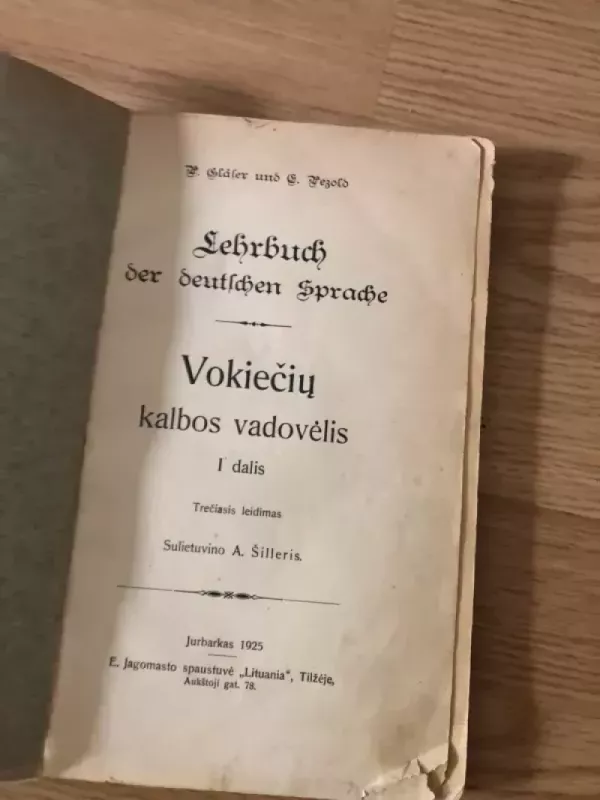 P. Gläſer und E. Pezold
Lehrbuch
der deutſchen Sprache
Vokiečių
kalbos vadovėlis
I dalis
Trečiasis leidimas
Sulietuvino A. Šilleris.
Jurbarkas 1925
E. Jagomasto spaustuvė „Lituania“, Tilžėje,
Aukštoji gat. 78.